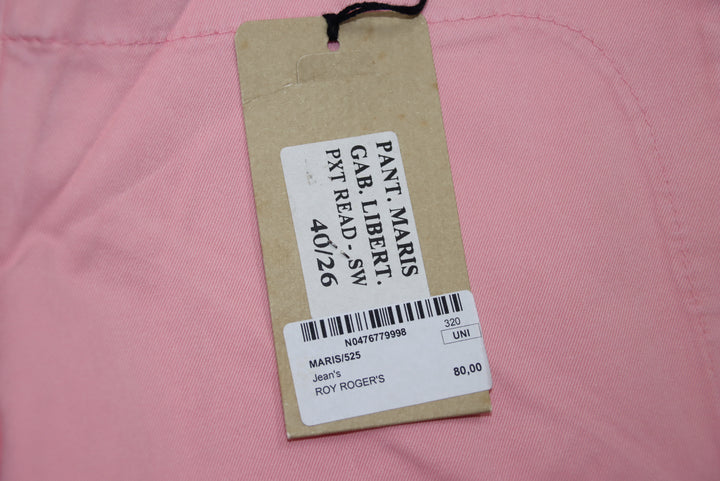 PANT. MARIS
GAB. LIBERT.
PXT READ - SW
40/26
N0476779998
320
UNI
MARIS/525
Jean's
ROY ROGER'S
80,00